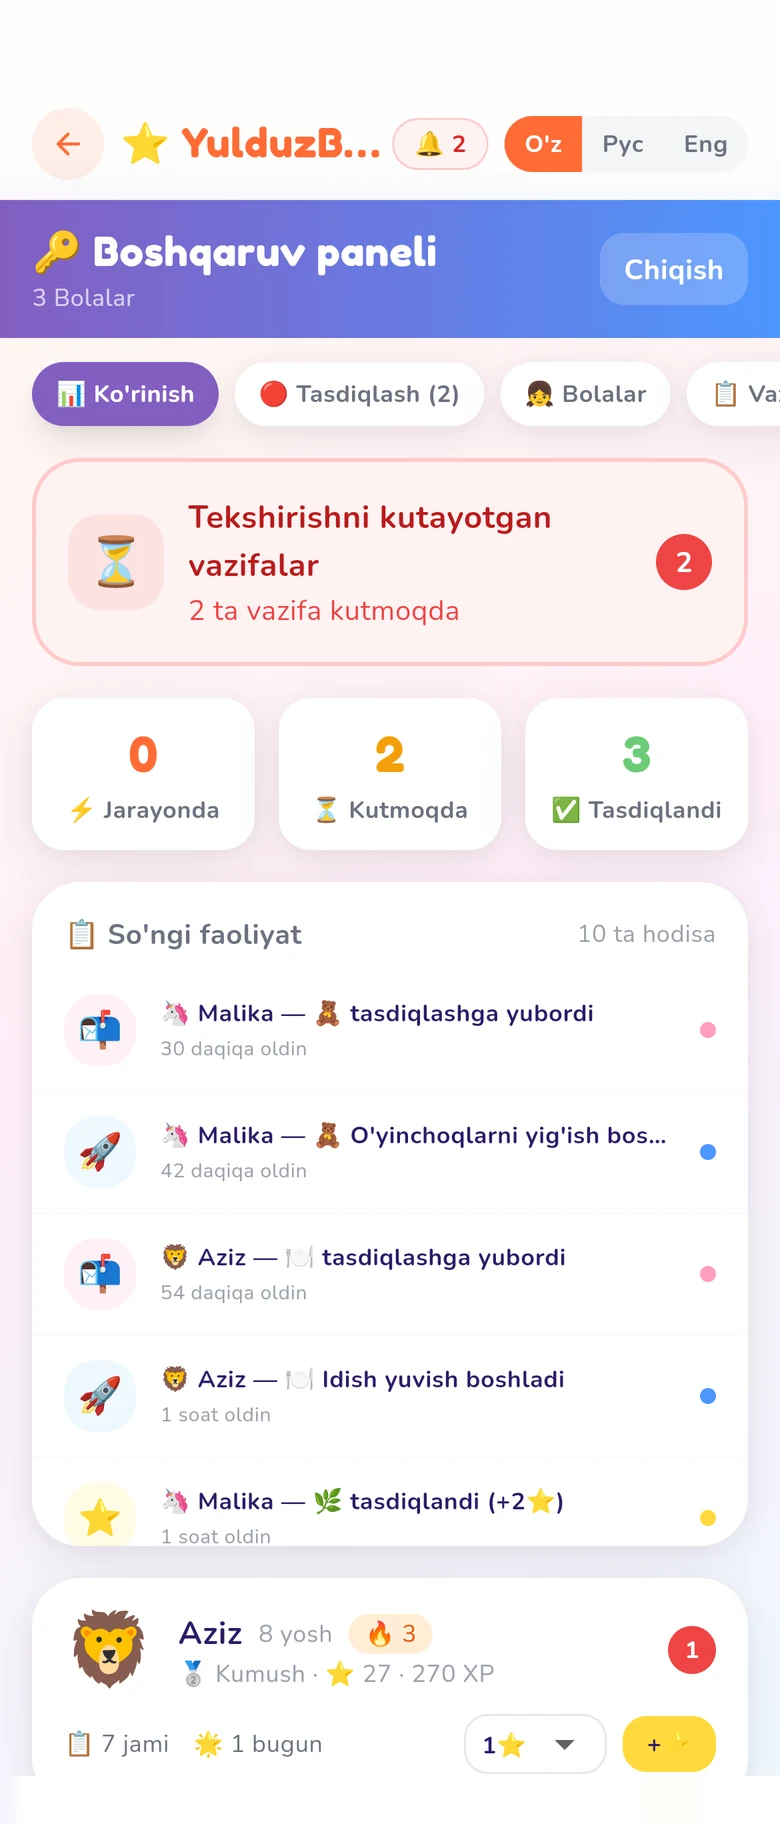 YulduzB...
2
O'z
Рус
Eng
Boshqaruv paneli
3 Bolalar
Chiqish
Ko'rinish
Tasdiqlash (2)
Bolalar
Tekshirishni kutayotgan
vazifalar
2 ta vazifa kutmoqda
2
0
Jarayonda
2
Kutmoqda
3
Tasdiqlandi
So'ngi faoliyat
10 ta hodisa
Malika — tasdiqlashga yubordi
30 daqiqa oldin
Malika — O'yinchoqlarni yig'ish bos...
42 daqiqa oldin
Aziz — tasdiqlashga yubordi
54 daqiqa oldin
Aziz — Idish yuvish boshladi
1 soat oldin
Malika — tasdiqlandi (+2⭐)
1 soat oldin
Aziz 8 yosh 🔥 3
Kumush · ⭐ 27 · 270 XP
1
7 jami
1 bugun
1⭐
+